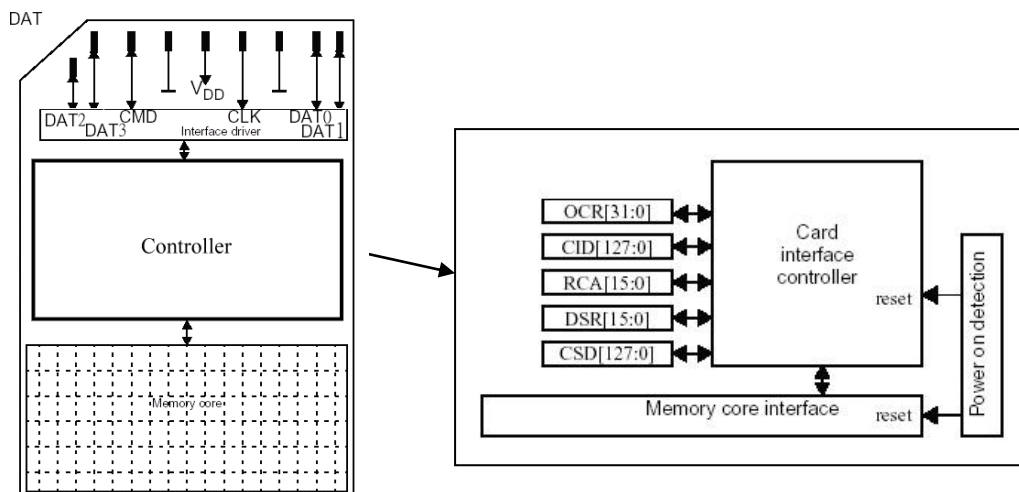 DAT
VDD
DAT2
DAT3
CMD
CLK
DAT0
DAT1
Interface driver
Controller
Memory core
OCR[31:0]
CID[127:0]
RCA[15:0]
DSR[15:0]
CSD[127:0]
Card
interface
controller
reset
Memory core interface
reset
Power on detection